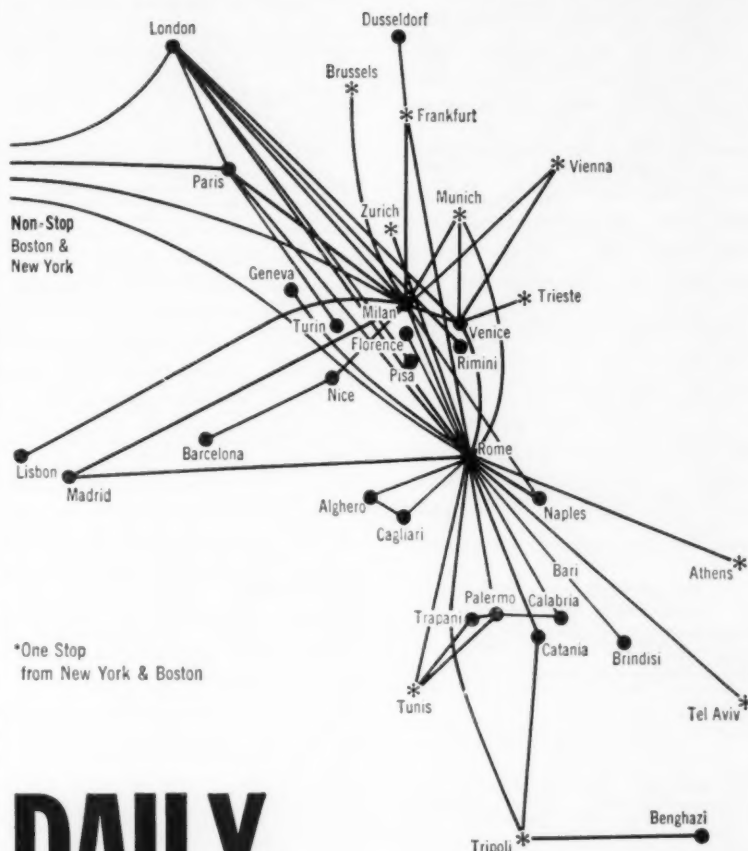 London
Dusseldorf
Brussels
* Frankfurt
* Vienna
Paris
Munich
Zurich
Non-Stop
Boston &
New York
Geneva
* Trieste
Milan
Turin
Venice
Florence
Rimini
Pisa
Nice
Rome
Barcelona
Lisbon
Madrid
Alghero
Naples
Cagliari
Bari
Athens *
Palermo
Calabria
Trapani
Catania
Brindisi
*One Stop
from New York & Boston
Tunis
Tel Aviv *
DAILY
Benghazi
Tripoli